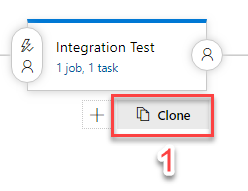 Integration Test
1 job, 1 task
Clone
1